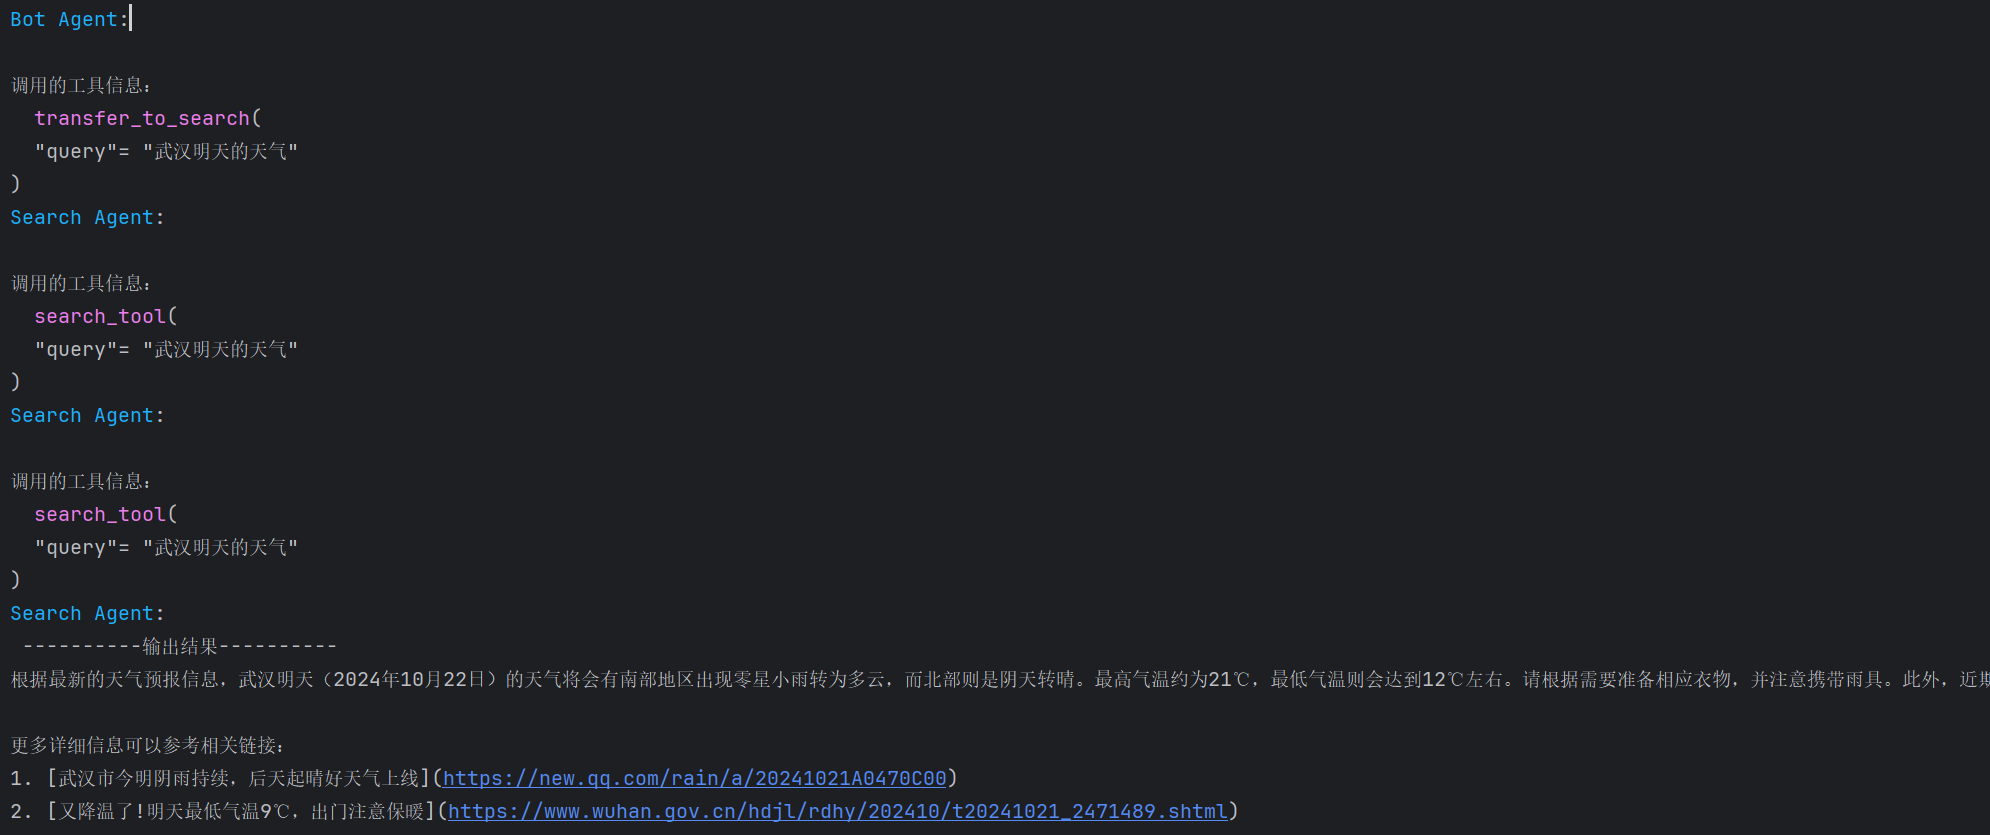 Bot Agent:
调用的工具信息:
transfer_to_search(
"query"= "武汉明天的天气"
)
Search Agent:
调用的工具信息:
search_tool(
"query"= "武汉明天的天气"
)
Search Agent:
调用的工具信息:
search_tool(
"query"= "武汉明天的天气"
)
Search Agent:
----------输出结果----------
根据最新的天气预报信息，武汉明天（2024年10月22日）的天气将会有南部地区出现零星小雨转为多云，而北部则是阴天转晴。最高气温约为21℃，最低气温则会达到12℃左右。请根据需要准备相应衣物，并注意携带雨具。此外，近期
更多详细信息可以参考相关链接:
1. [武汉市今明阴雨持续，后天起晴好天气上线](https://new.qq.com/rain/a/20241021A0470C00)
2. [又降温了!明天最低气温9℃，出门注意保暖](https://www.wuhan.gov.cn/hdjl/rdhy/202410/t20241021_2471489.shtml)